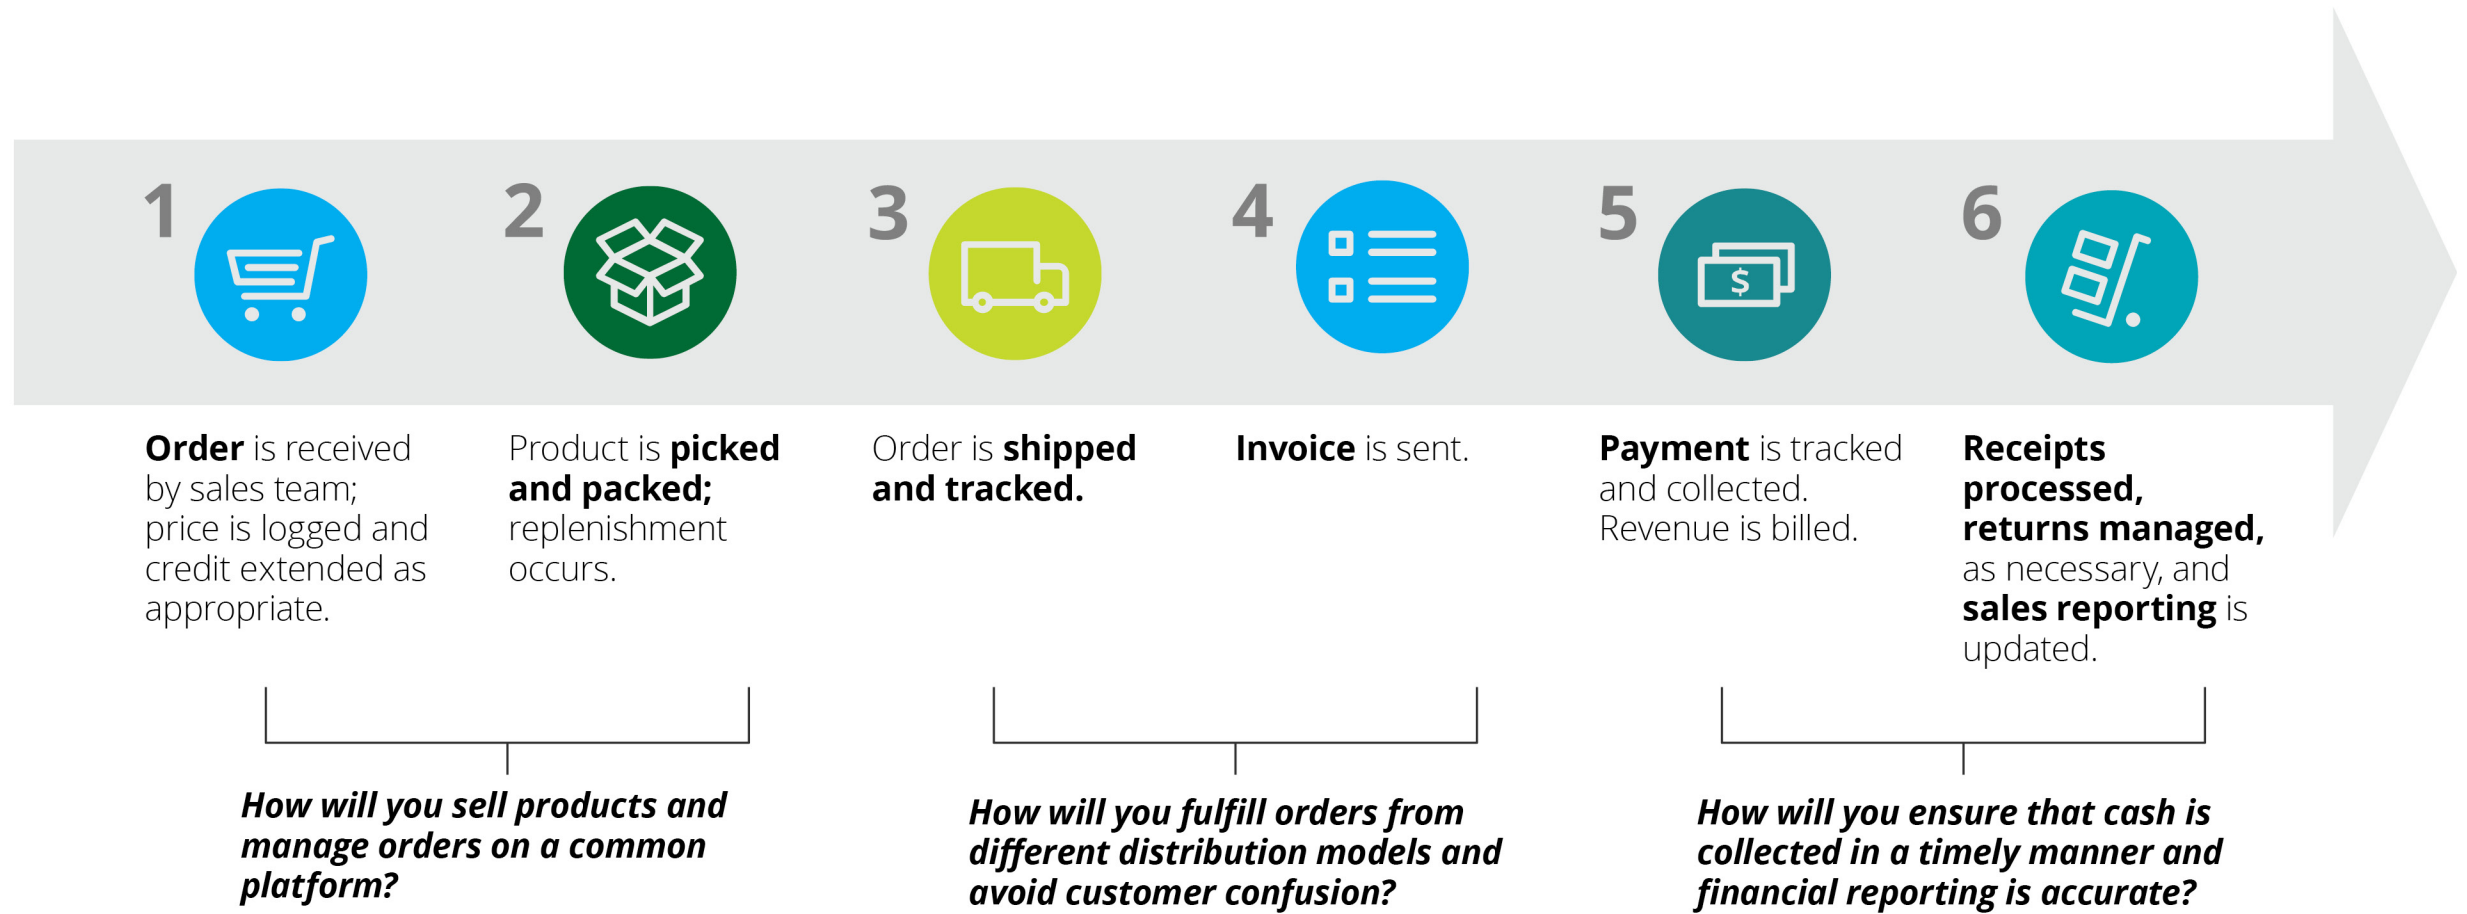 1
Order is received
by sales team;
price is logged and
credit extended as
appropriate.
2
Product is picked
and packed;
replenishment
occurs.
3
Order is shipped
and tracked.
4
Invoice is sent.
5
$
Payment is tracked
and collected.
Revenue is billed.
6
Receipts
processed,
returns managed,
as necessary, and
sales reporting is
updated.
How will you sell products and
manage orders on a common
platform?
How will you fulfill orders from
different distribution models and
avoid customer confusion?
How will you ensure that cash is
collected in a timely manner and
financial reporting is accurate?